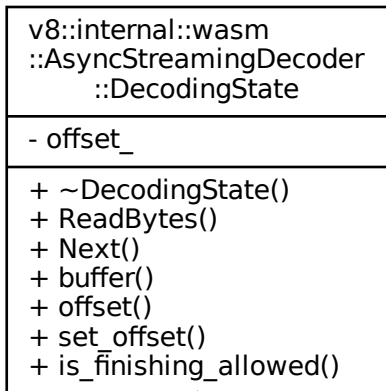 v8::internal::wasm
::AsyncStreamingDecoder
::DecodingState
- offset_
+ ~DecodingState()
+ ReadBytes()
+ Next()
+ buffer()
+ offset()
+ set_offset()
+ is_finishing_allowed()